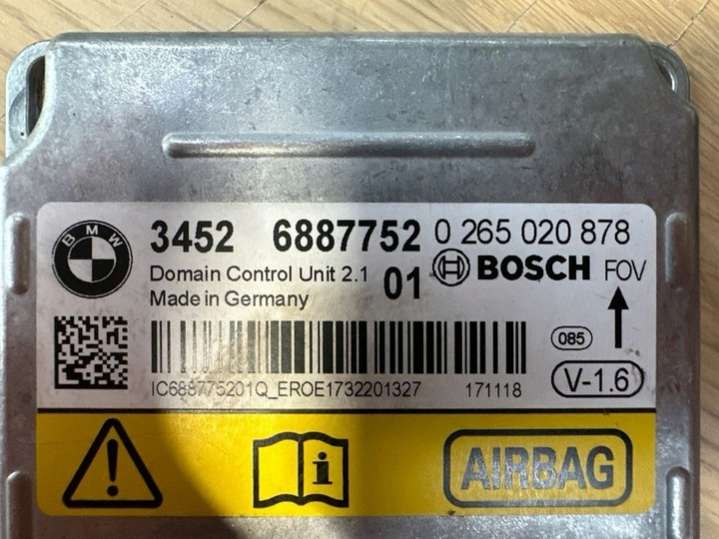 BMW
3452 6887752 0 265 020 878
Domain Control Unit 2.1 01 BOSCH FOV
Made in Germany
085
V-1.6
IC688775201Q_EROE1732201327 171118
AIRBAG